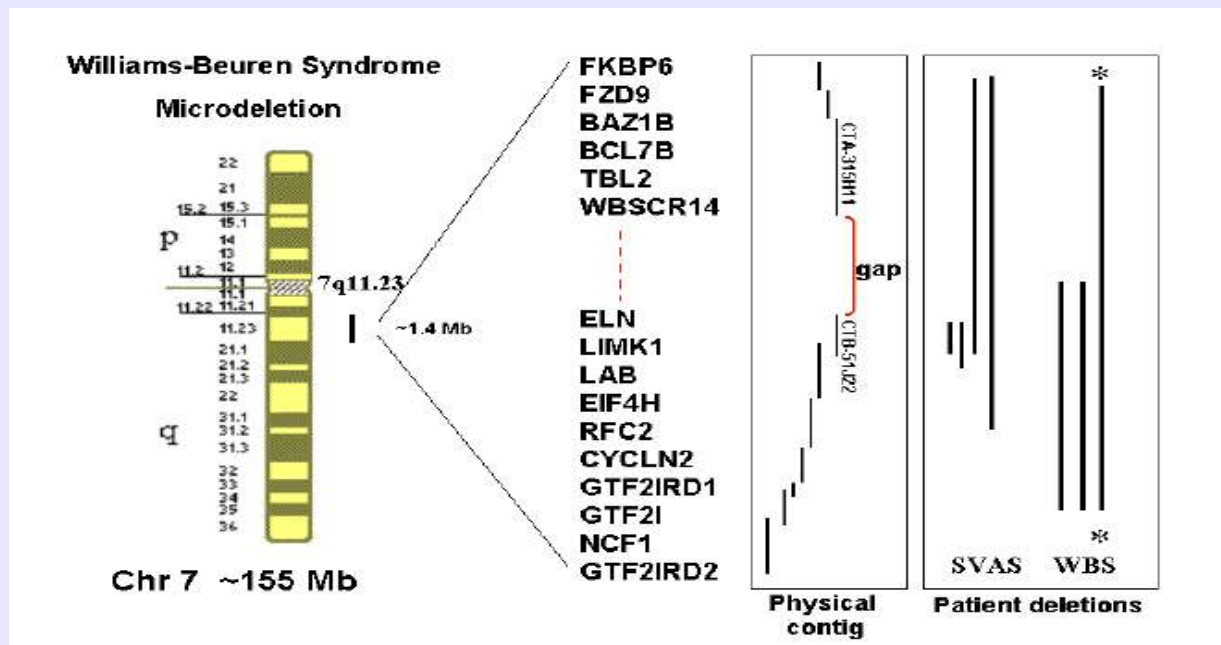 Williams-Beuren Syndrome
Microdeletion
22
21
15.2 15.3
15.1
14
13
12
11.2
11.1
11.1
11.22 11.21
11.23
21.1
21.2
21.3
22
31.1
31.2
31.3
32
33
34
35
36
p
q
7q11.23
~1.4 Mb
Chr 7 ~155 Mb
FKBP6
FZD9
BAZ1B
BCL7B
TBL2
WBSCR14
ELN
LIMK1
LAB
EIF4H
RFC2
CYCLN2
GTF2IRD1
GTF2I
NCF1
GTF2IRD2
CTA-315H11
gap
CTB-51J22
Physical
contig
*
*
SVAS WBS
Patient deletions